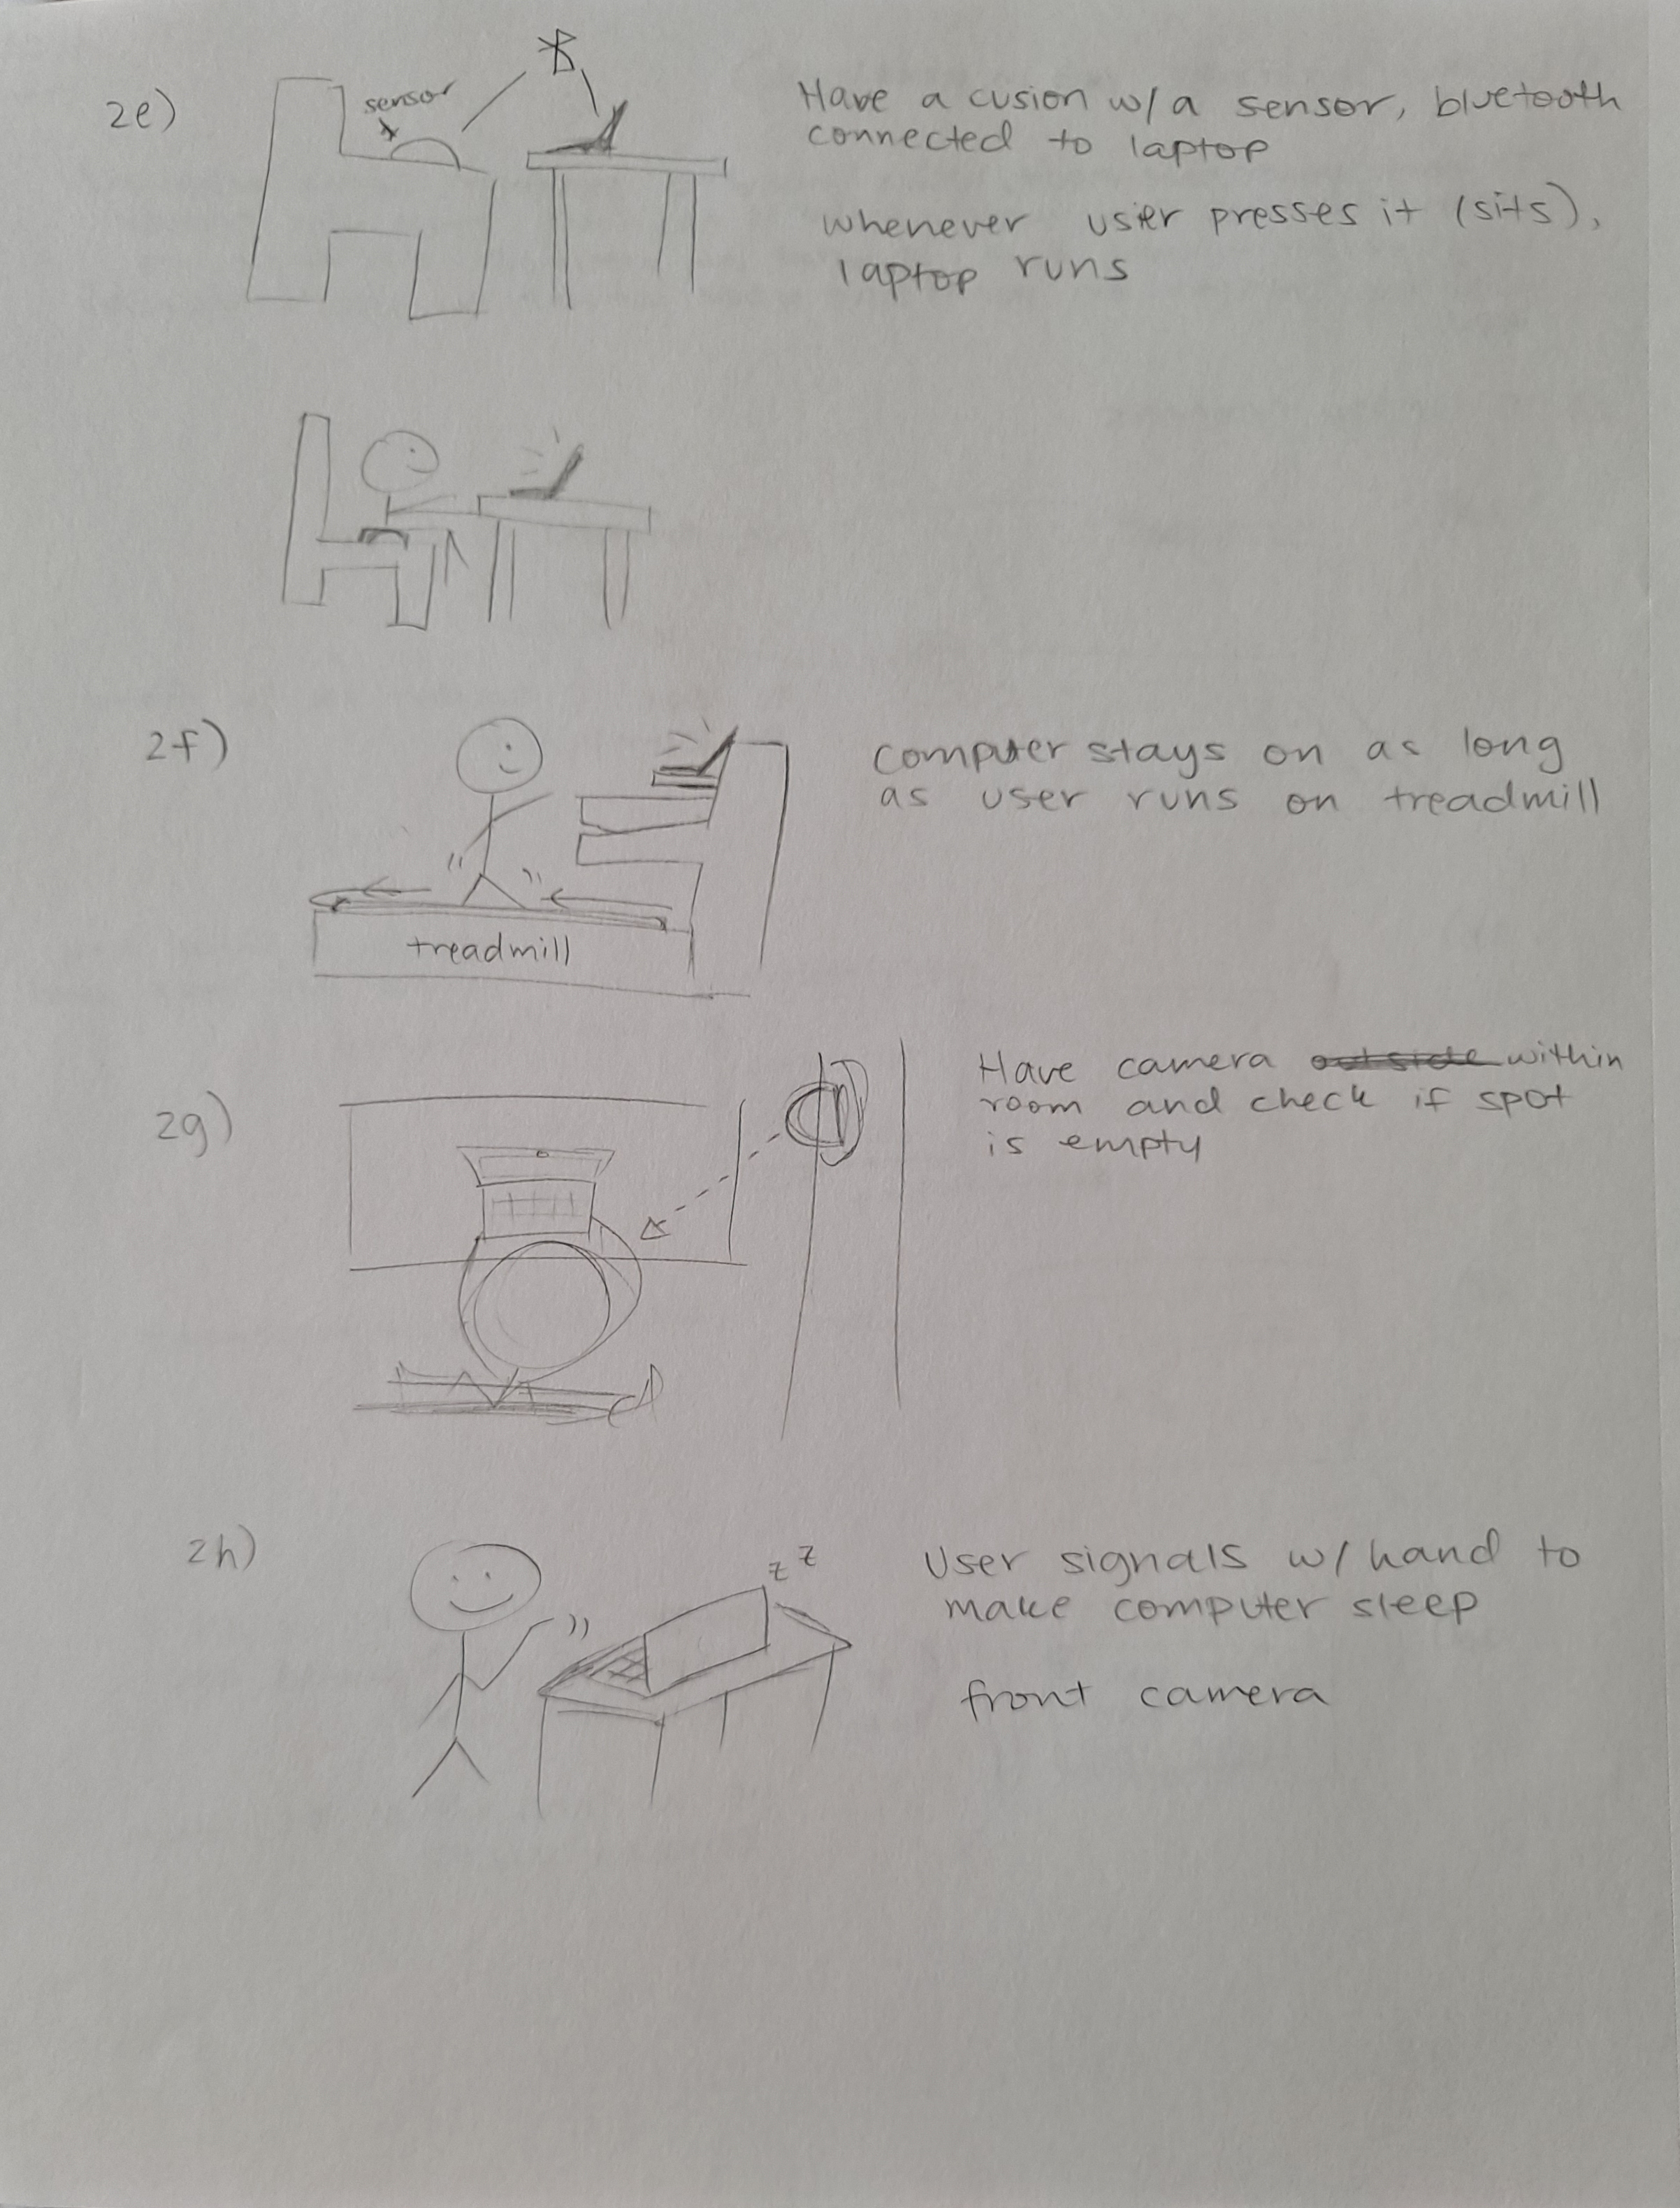 2e)
sensor
Have a cusion w/ a sensor, bluetooth
connected to laptop
whenever user presses it (sits),
laptop runs
2f)
computer stays on as long
as user runs on treadmill
treadmill
2g)
Have camera outside within
room and check if spot
is empty
2h)
z z
User signals w/ hand to
make computer sleep
front camera